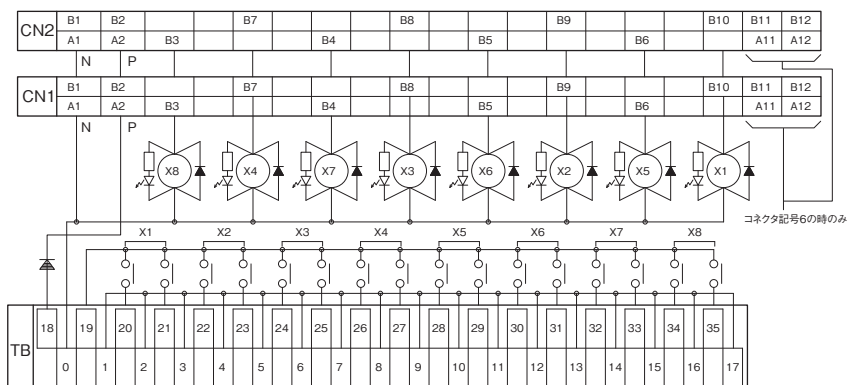 CN2 B1 B2 B7 B8 B9 B10 B11 B12
A1 A2 B3 B4 B5 B6 A11 A12
N P
CN1 B1 B2 B7 B8 B9 B10 B11 B12
A1 A2 B3 B4 B5 B6 A11 A12
N P
X8 X4 X7 X3 X6 X2 X5 X1
コネクタ記号6の時のみ
X1 X2 X3 X4 X5 X6 X7 X8
TB 18 19 20 21 22 23 24 25 26 27 28 29 30 31 32 33 34 35
0 1 2 3 4 5 6 7 8 9 10 11 12 13 14 15 16 17